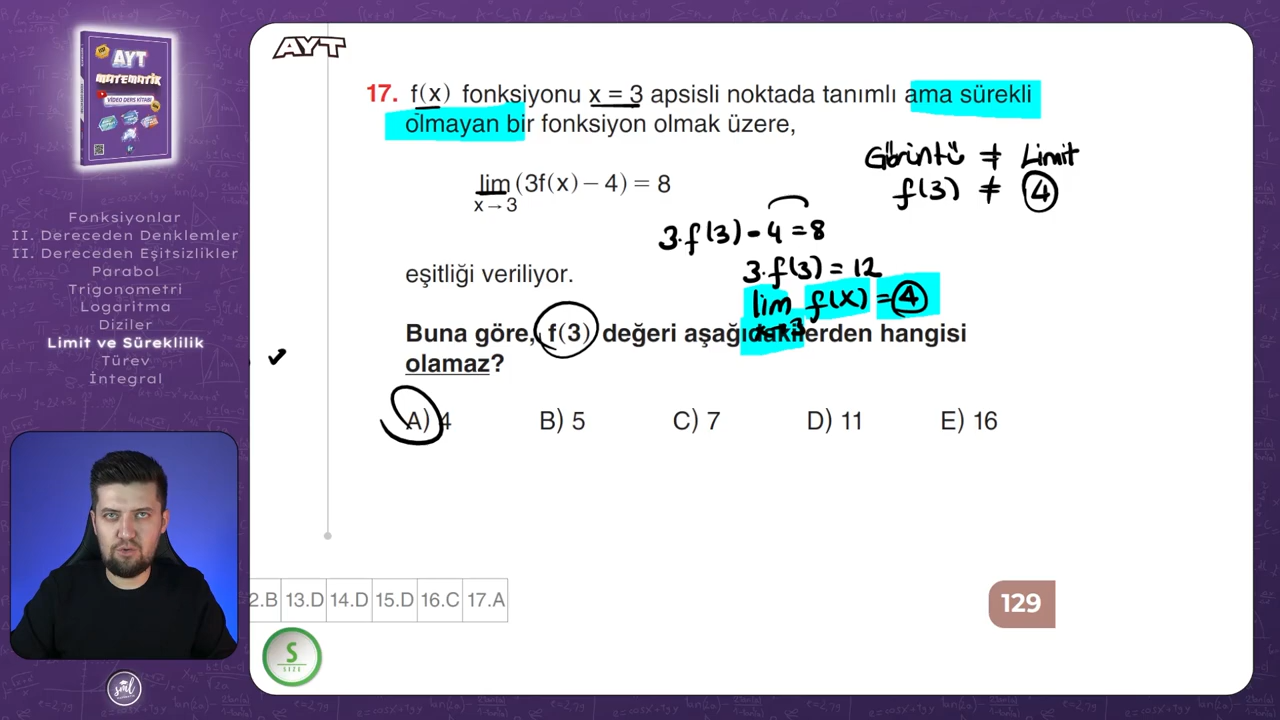 AYT
MATEMATİK
VİDEO DERS KİTABI
Fonksiyonlar
II. Dereceden Denklemler
II. Dereceden Eşitsizlikler
Parabol
Trigonometri
Logaritma
Diziler
Limit ve Süreklilik
Türev
İntegral
sml
AYT
17. f(x) fonksiyonu x = 3 apsisli noktada tanımlı ama sürekli
olmayan bir fonksiyon olmak üzere,
Görüntü ≠ Limit
f(3) ≠ 4
lim (3f(x) − 4) = 8
x → 3
3.f(3) - 4 = 8
3.f(3) = 12
eşitliği veriliyor.
lim f(x) = 4
x→3
Buna göre, f(3) değeri aşağıdakilerden hangisi
olamaz?
A) 4 B) 5 C) 7 D) 11 E) 16
2.B 13.D 14.D 15.D 16.C 17.A
129
S
SIZE